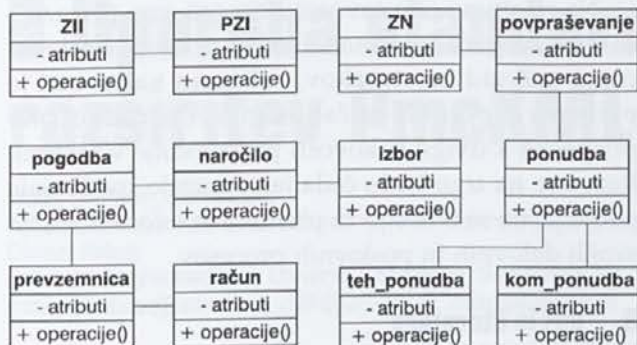 ZII
- atributi
+ operacije()
PZI
- atributi
+ operacije()
ZN
- atributi
+ operacije()
povpraševanje
- atributi
+ operacije()
pogodba
- atributi
+ operacije()
naročilo
- atributi
+ operacije()
izbor
- atributi
+ operacije()
ponudba
- atributi
+ operacije()
prevzemnica
- atributi
+ operacije()
račun
- atributi
+ operacije()
teh_ponudba
- atributi
+ operacije()
kom_ponudba
- atributi
+ operacije()